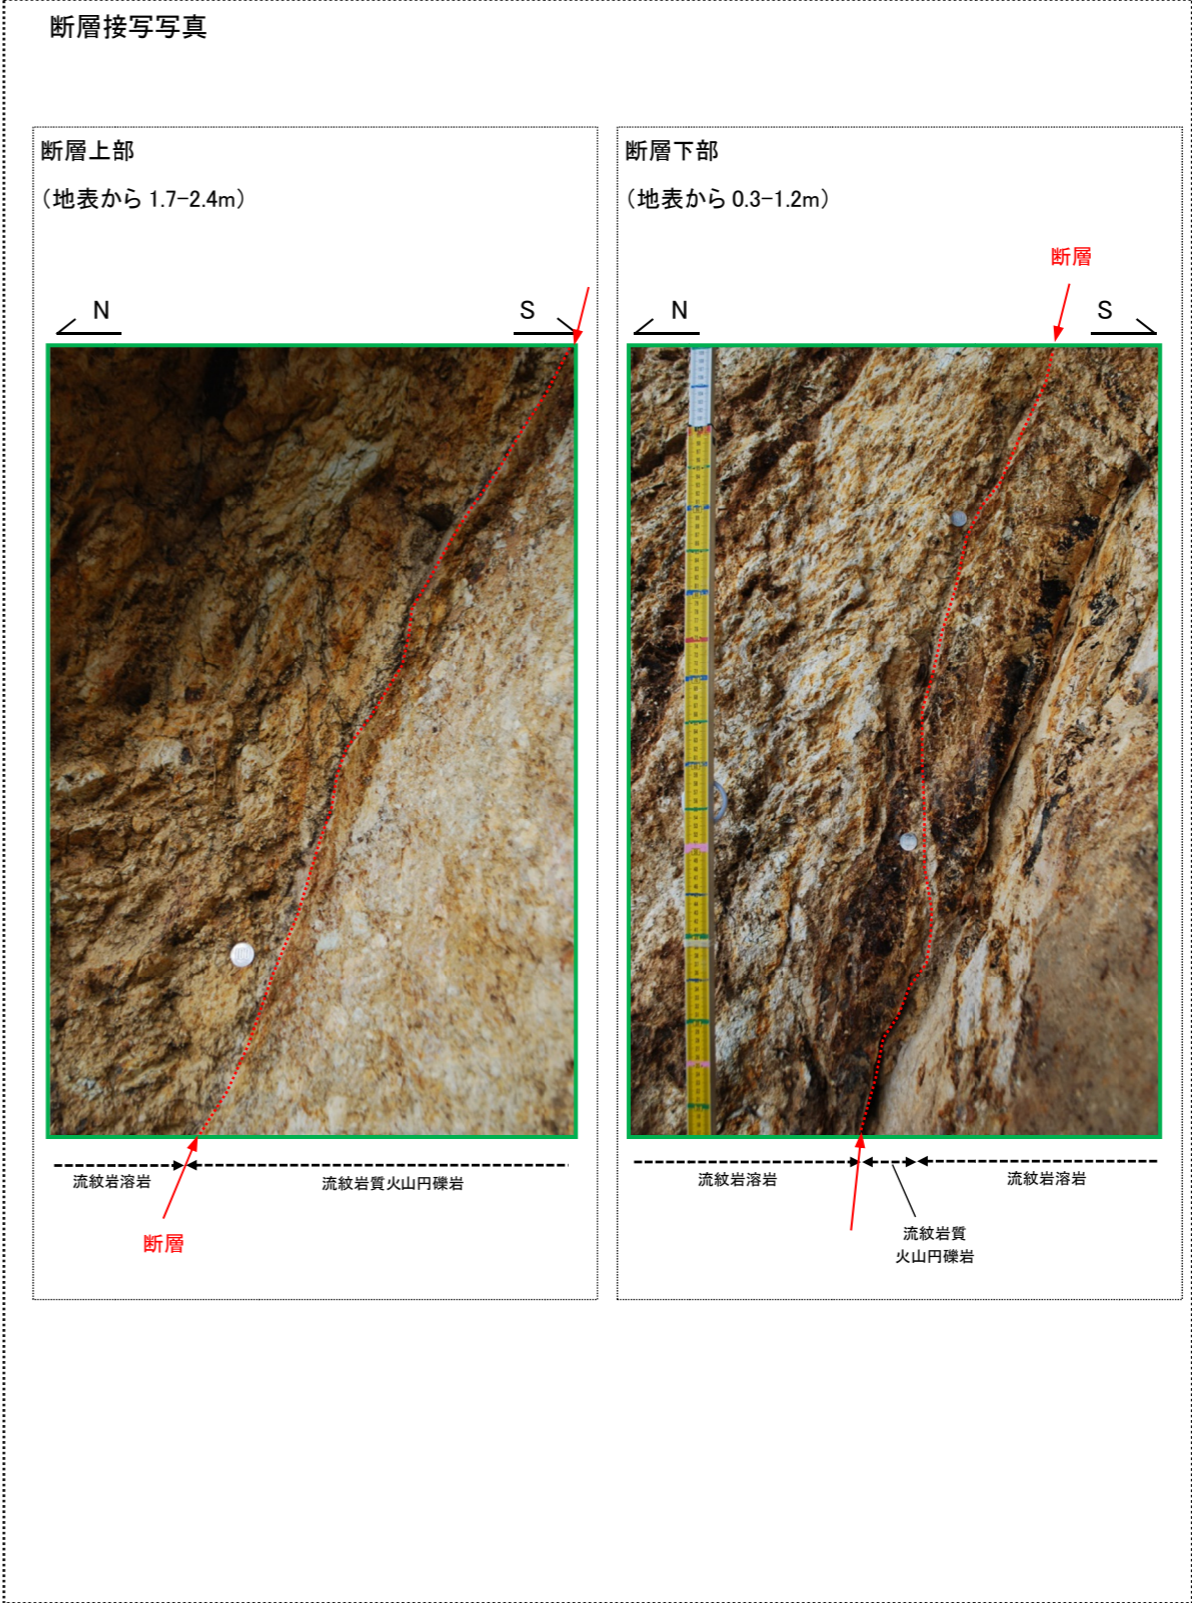 断層接写写真
断層上部
（地表から 1.7-2.4m）
N
S
流紋岩溶岩
流紋岩質火山円礫岩
断層
断層下部
（地表から 0.3-1.2m）
断層
N
S
流紋岩溶岩
流紋岩溶岩
流紋岩質
火山円礫岩